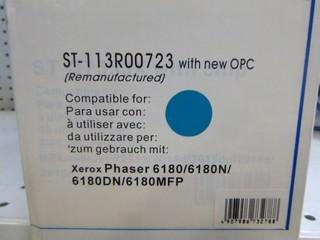 ST-113R00723 with new OPC
(Remanufactured)
Compatible for:
Para usar con:
à utiliser avec:
da utilizzare per:
'zum gebrauch mit:
Xerox Phaser 6180/6180N/
6180DN/6180MFP
4907986732788